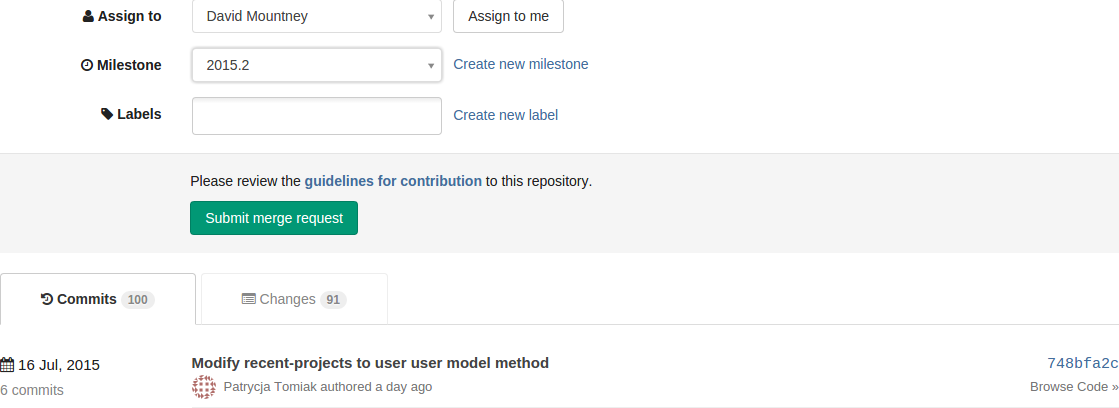 Assign to David Mountney Assign to me
Milestone 2015.2 Create new milestone
Labels Create new label
Please review the guidelines for contribution to this repository.
Submit merge request
Commits 100 Changes 91
16 Jul, 2015 Modify recent-projects to user user model method 748bfa2c
6 commits Patrycja Tomiak authored a day ago Browse Code »